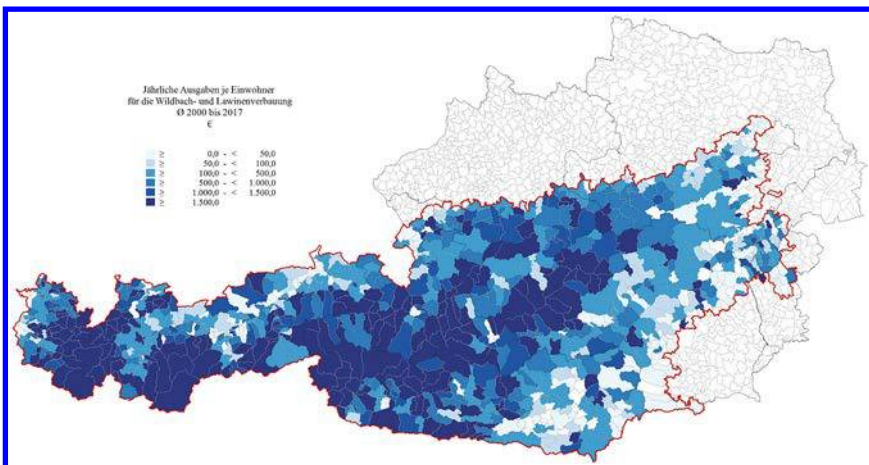 Jährliche Ausgaben je Einwohner
für die Wildbach- und Lawinenverbauung
Ø 2000 bis 2017
€
≥ 0,0 - < 50,0
≥ 50,0 - < 100,0
≥ 100,0 - < 500,0
≥ 500,0 - < 1.000,0
≥ 1.000,0 - < 1.500,0
≥ 1.500,0